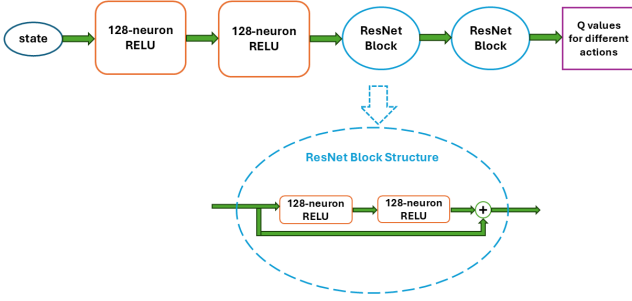 state
128-neuron
RELU
128-neuron
RELU
ResNet
Block
ResNet
Block
Q values
for different
actions
ResNet Block Structure
128-neuron
RELU
128-neuron
RELU
+